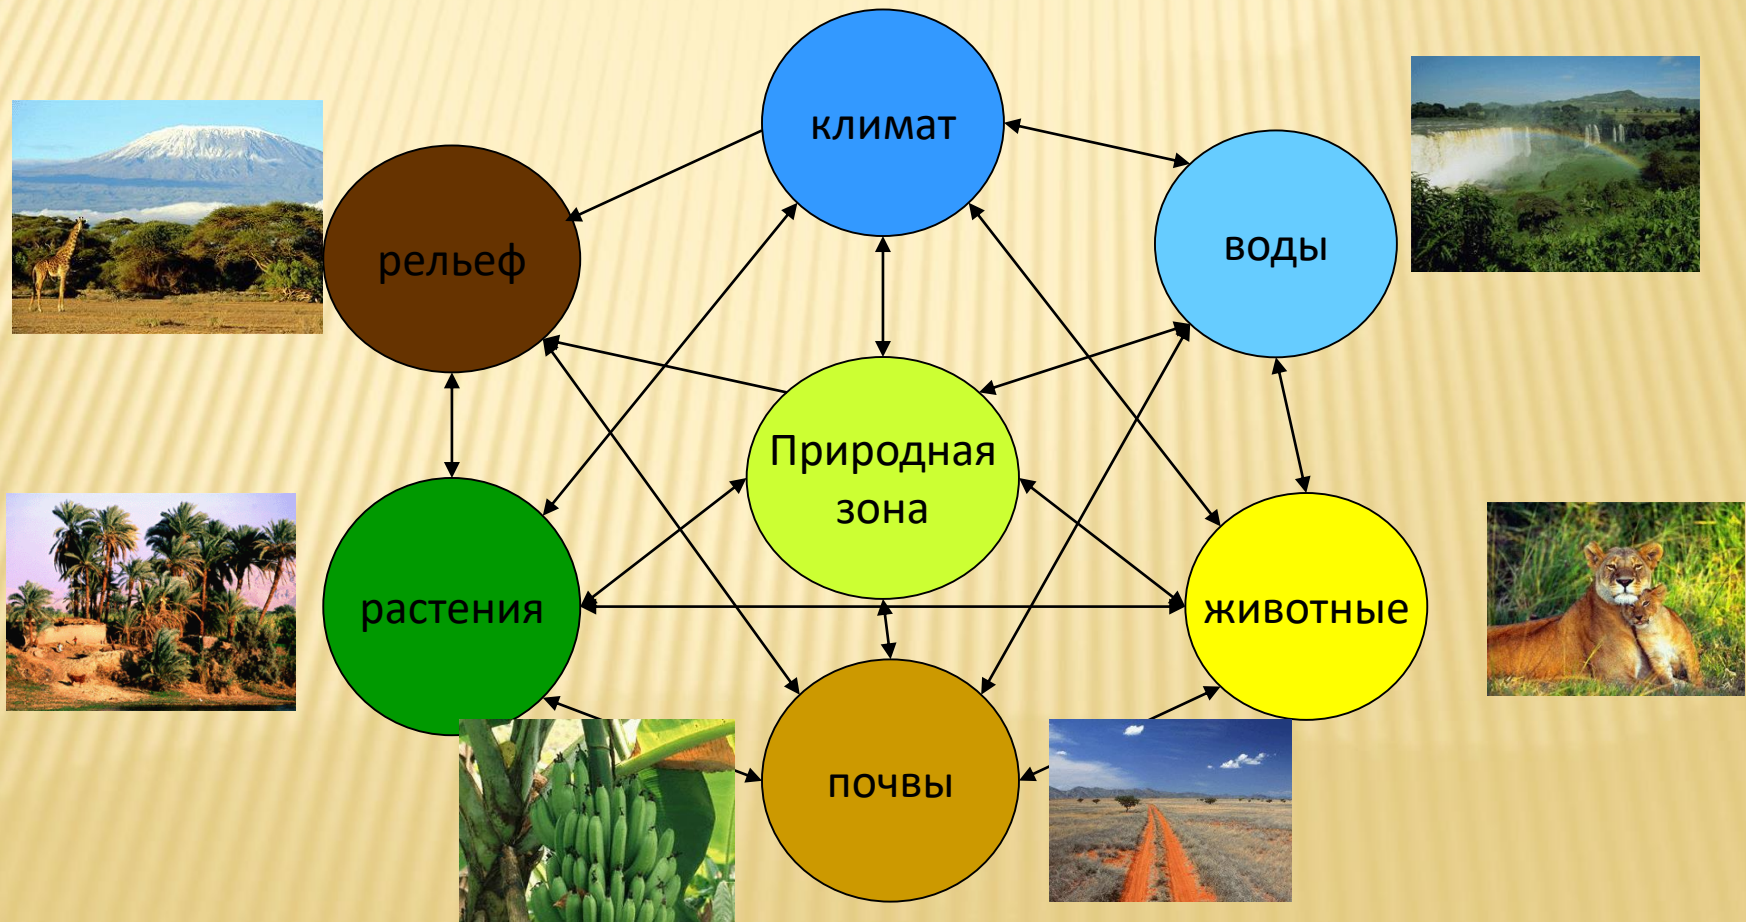 климат
рельеф
воды
Природная
зона
растения
животные
почвы